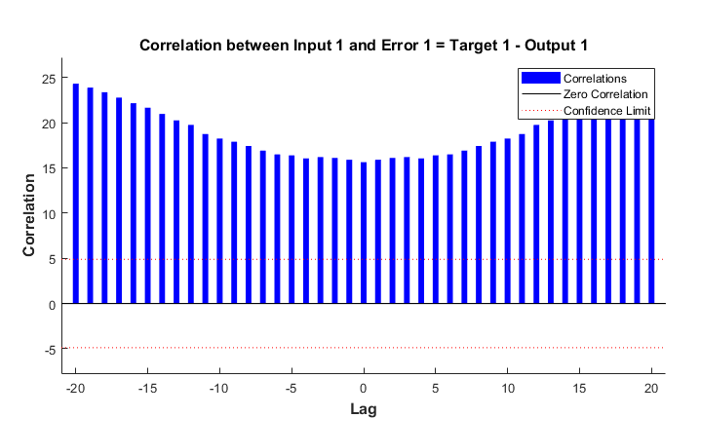 Correlation between Input 1 and Error 1 = Target 1 - Output 1
Correlations
Zero Correlation
Confidence Limit
25
20
15
10
5
0
-5
Correlation
-20
-15
-10
-5
0
5
10
15
20
Lag